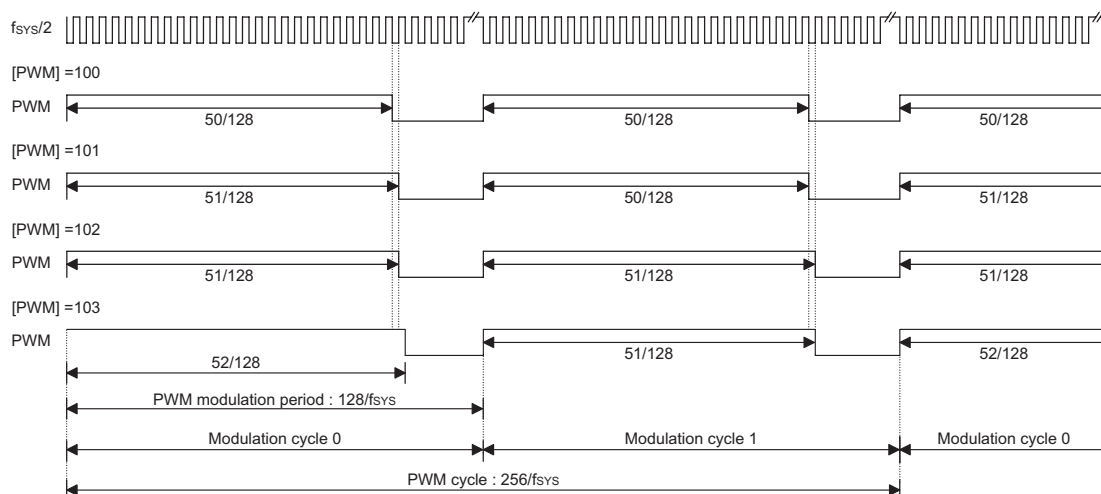 fSYS/2
[PWM] =100
PWM
50/128 50/128 50/128
[PWM] =101
PWM
51/128 50/128 51/128
[PWM] =102
PWM
51/128 51/128 51/128
[PWM] =103
PWM
52/128 51/128 52/128
PWM modulation period : 128/fSYS
Modulation cycle 0 Modulation cycle 1 Modulation cycle 0
PWM cycle : 256/fSYS